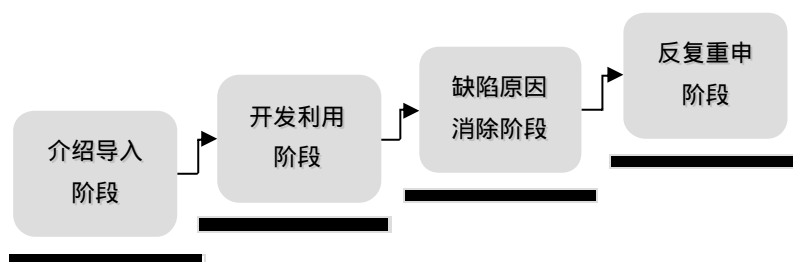 介绍导入
阶段
开发利用
阶段
缺陷原因
消除阶段
反复重申
阶段